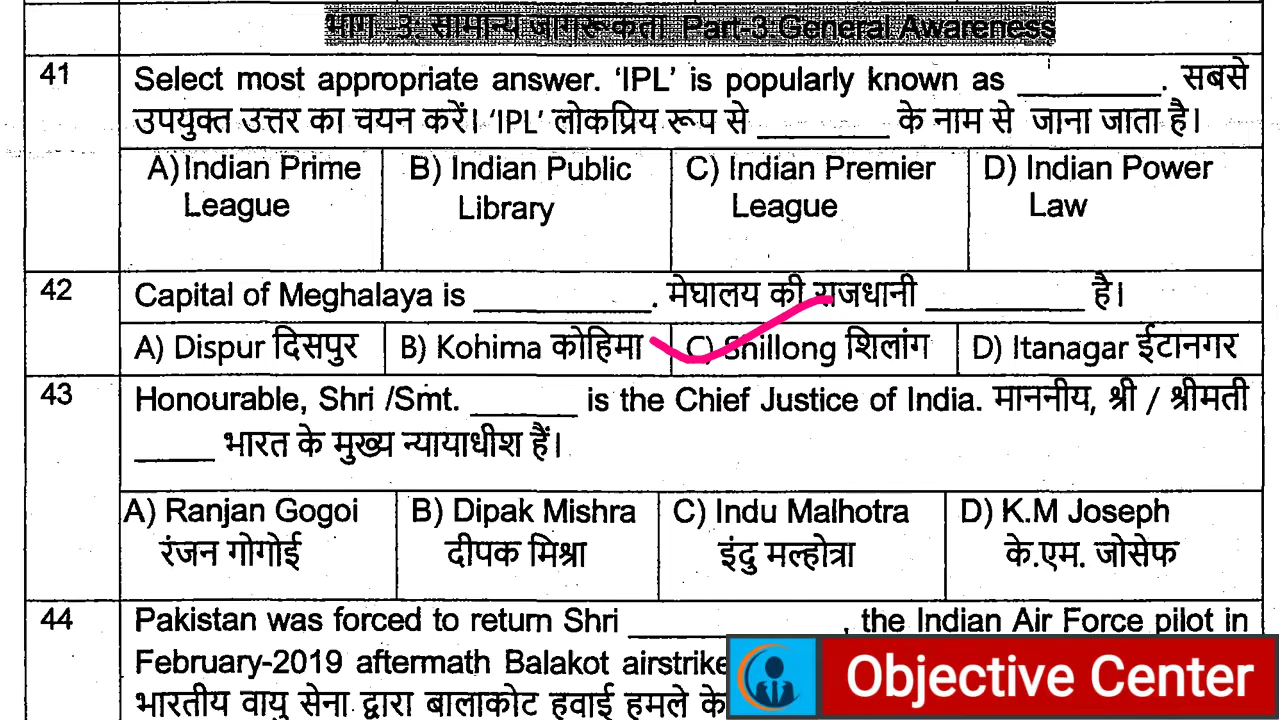 भाग -3: सामान्य जागरूकता Part-3-General Awareness
41 Select most appropriate answer. ‘IPL’ is popularly known as ________. सबसे
उपयुक्त उत्तर का चयन करें। ‘IPL’ लोकप्रिय रूप से ________ के नाम से जाना जाता है।
A) Indian Prime League
B) Indian Public Library
C) Indian Premier League
D) Indian Power Law
42 Capital of Meghalaya is __________. मेघालय की राजधानी _________ है।
A) Dispur दिसपुर B) Kohima कोहिमा C) Shillong शिलांग D) Itanagar ईटानगर
43 Honourable, Shri /Smt. ______ is the Chief Justice of India. माननीय, श्री / श्रीमती
_____ भारत के मुख्य न्यायाधीश हैं।
A) Ranjan Gogoi रंजन गोगोई
B) Dipak Mishra दीपक मिश्रा
C) Indu Malhotra इंदु मल्होत्रा
D) K.M Joseph के.एम. जोसेफ
44 Pakistan was forced to return Shri ____________, the Indian Air Force pilot in
February-2019 aftermath Balakot airstrike
भारतीय वायु सेना द्वारा बालाकोट हवाई हमले के
Objective Center